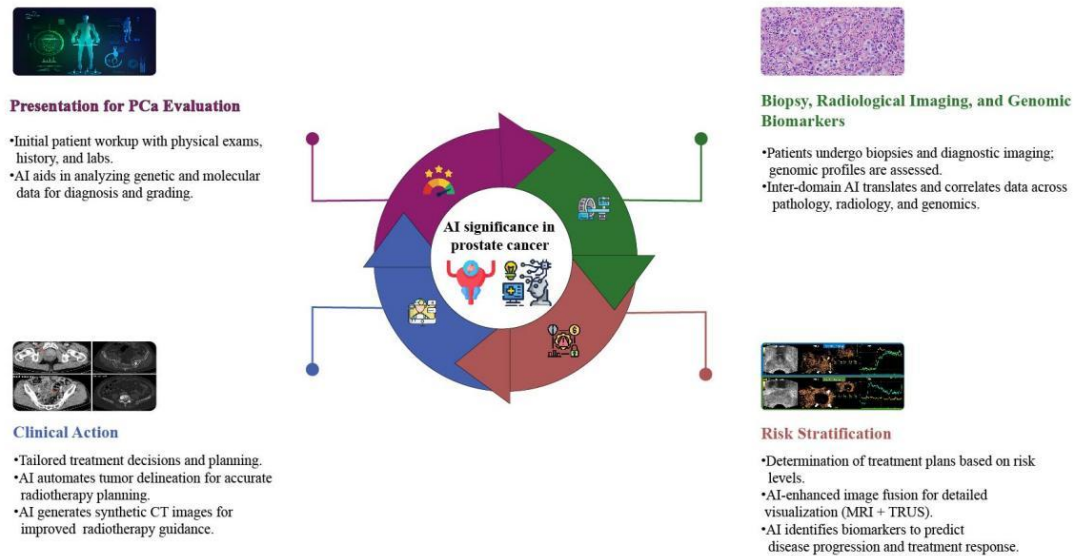 Presentation for PCa Evaluation
•Initial patient workup with physical exams,
history, and labs.
•AI aids in analyzing genetic and molecular
data for diagnosis and grading.
Biopsy, Radiological Imaging, and Genomic
Biomarkers
•Patients undergo biopsies and diagnostic imaging;
genomic profiles are assessed.
•Inter-domain AI translates and correlates data across
pathology, radiology, and genomics.
AI significance in
prostate cancer
Clinical Action
•Tailored treatment decisions and planning.
•AI automates tumor delineation for accurate
radiotherapy planning.
•AI generates synthetic CT images for
improved radiotherapy guidance.
Risk Stratification
•Determination of treatment plans based on risk
levels.
•AI-enhanced image fusion for detailed
visualization (MRI + TRUS).
•AI identifies biomarkers to predict
disease progression and treatment response.